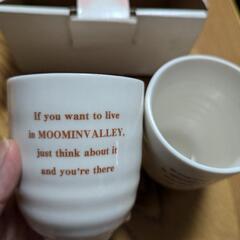 If you want to live
in MOOMINVALLEY,
just think about it
and you're there